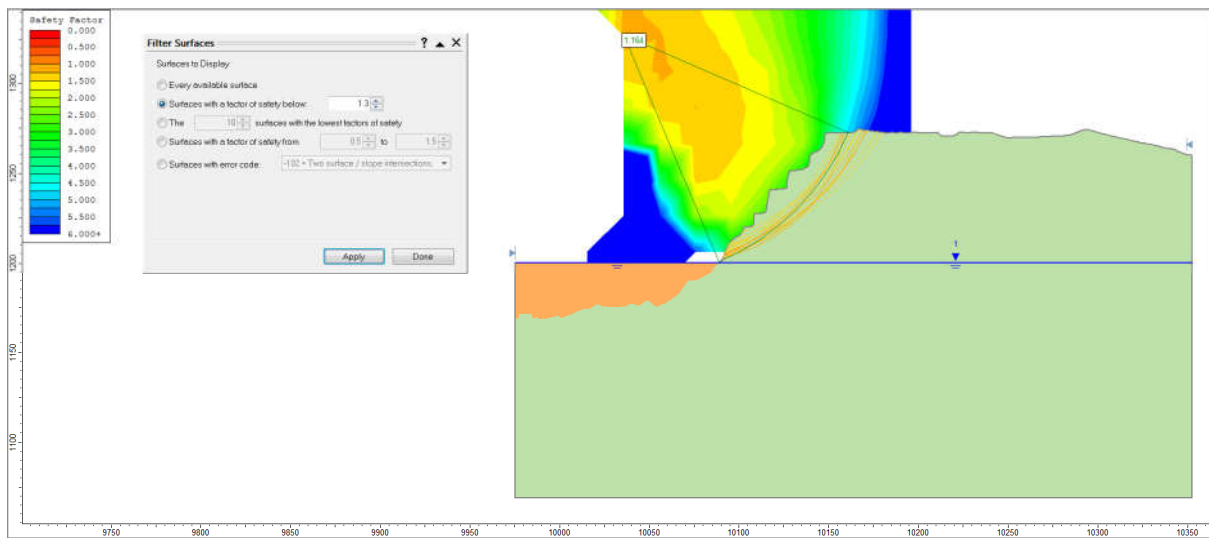 Safety Factor
0.000
0.500
1.000
1.500
2.000
2.500
3.000
3.500
4.000
4.500
5.000
5.500
6.000+
Filter Surfaces ? X
Surfaces to Display
Every available surface
Surfaces with a factor of safety below: 1.3
The 10 surfaces with the lowest factors of safety
Surfaces with a factor of safety from 0.5 to 1.5
Surfaces with error code: -102 = Two surface / slope intersections,
Apply Done
1.164
1
1300
1250
1200
1150
1100
9750 9800 9850 9900 9950 10000 10050 10100 10150 10200 10250 10300 10350